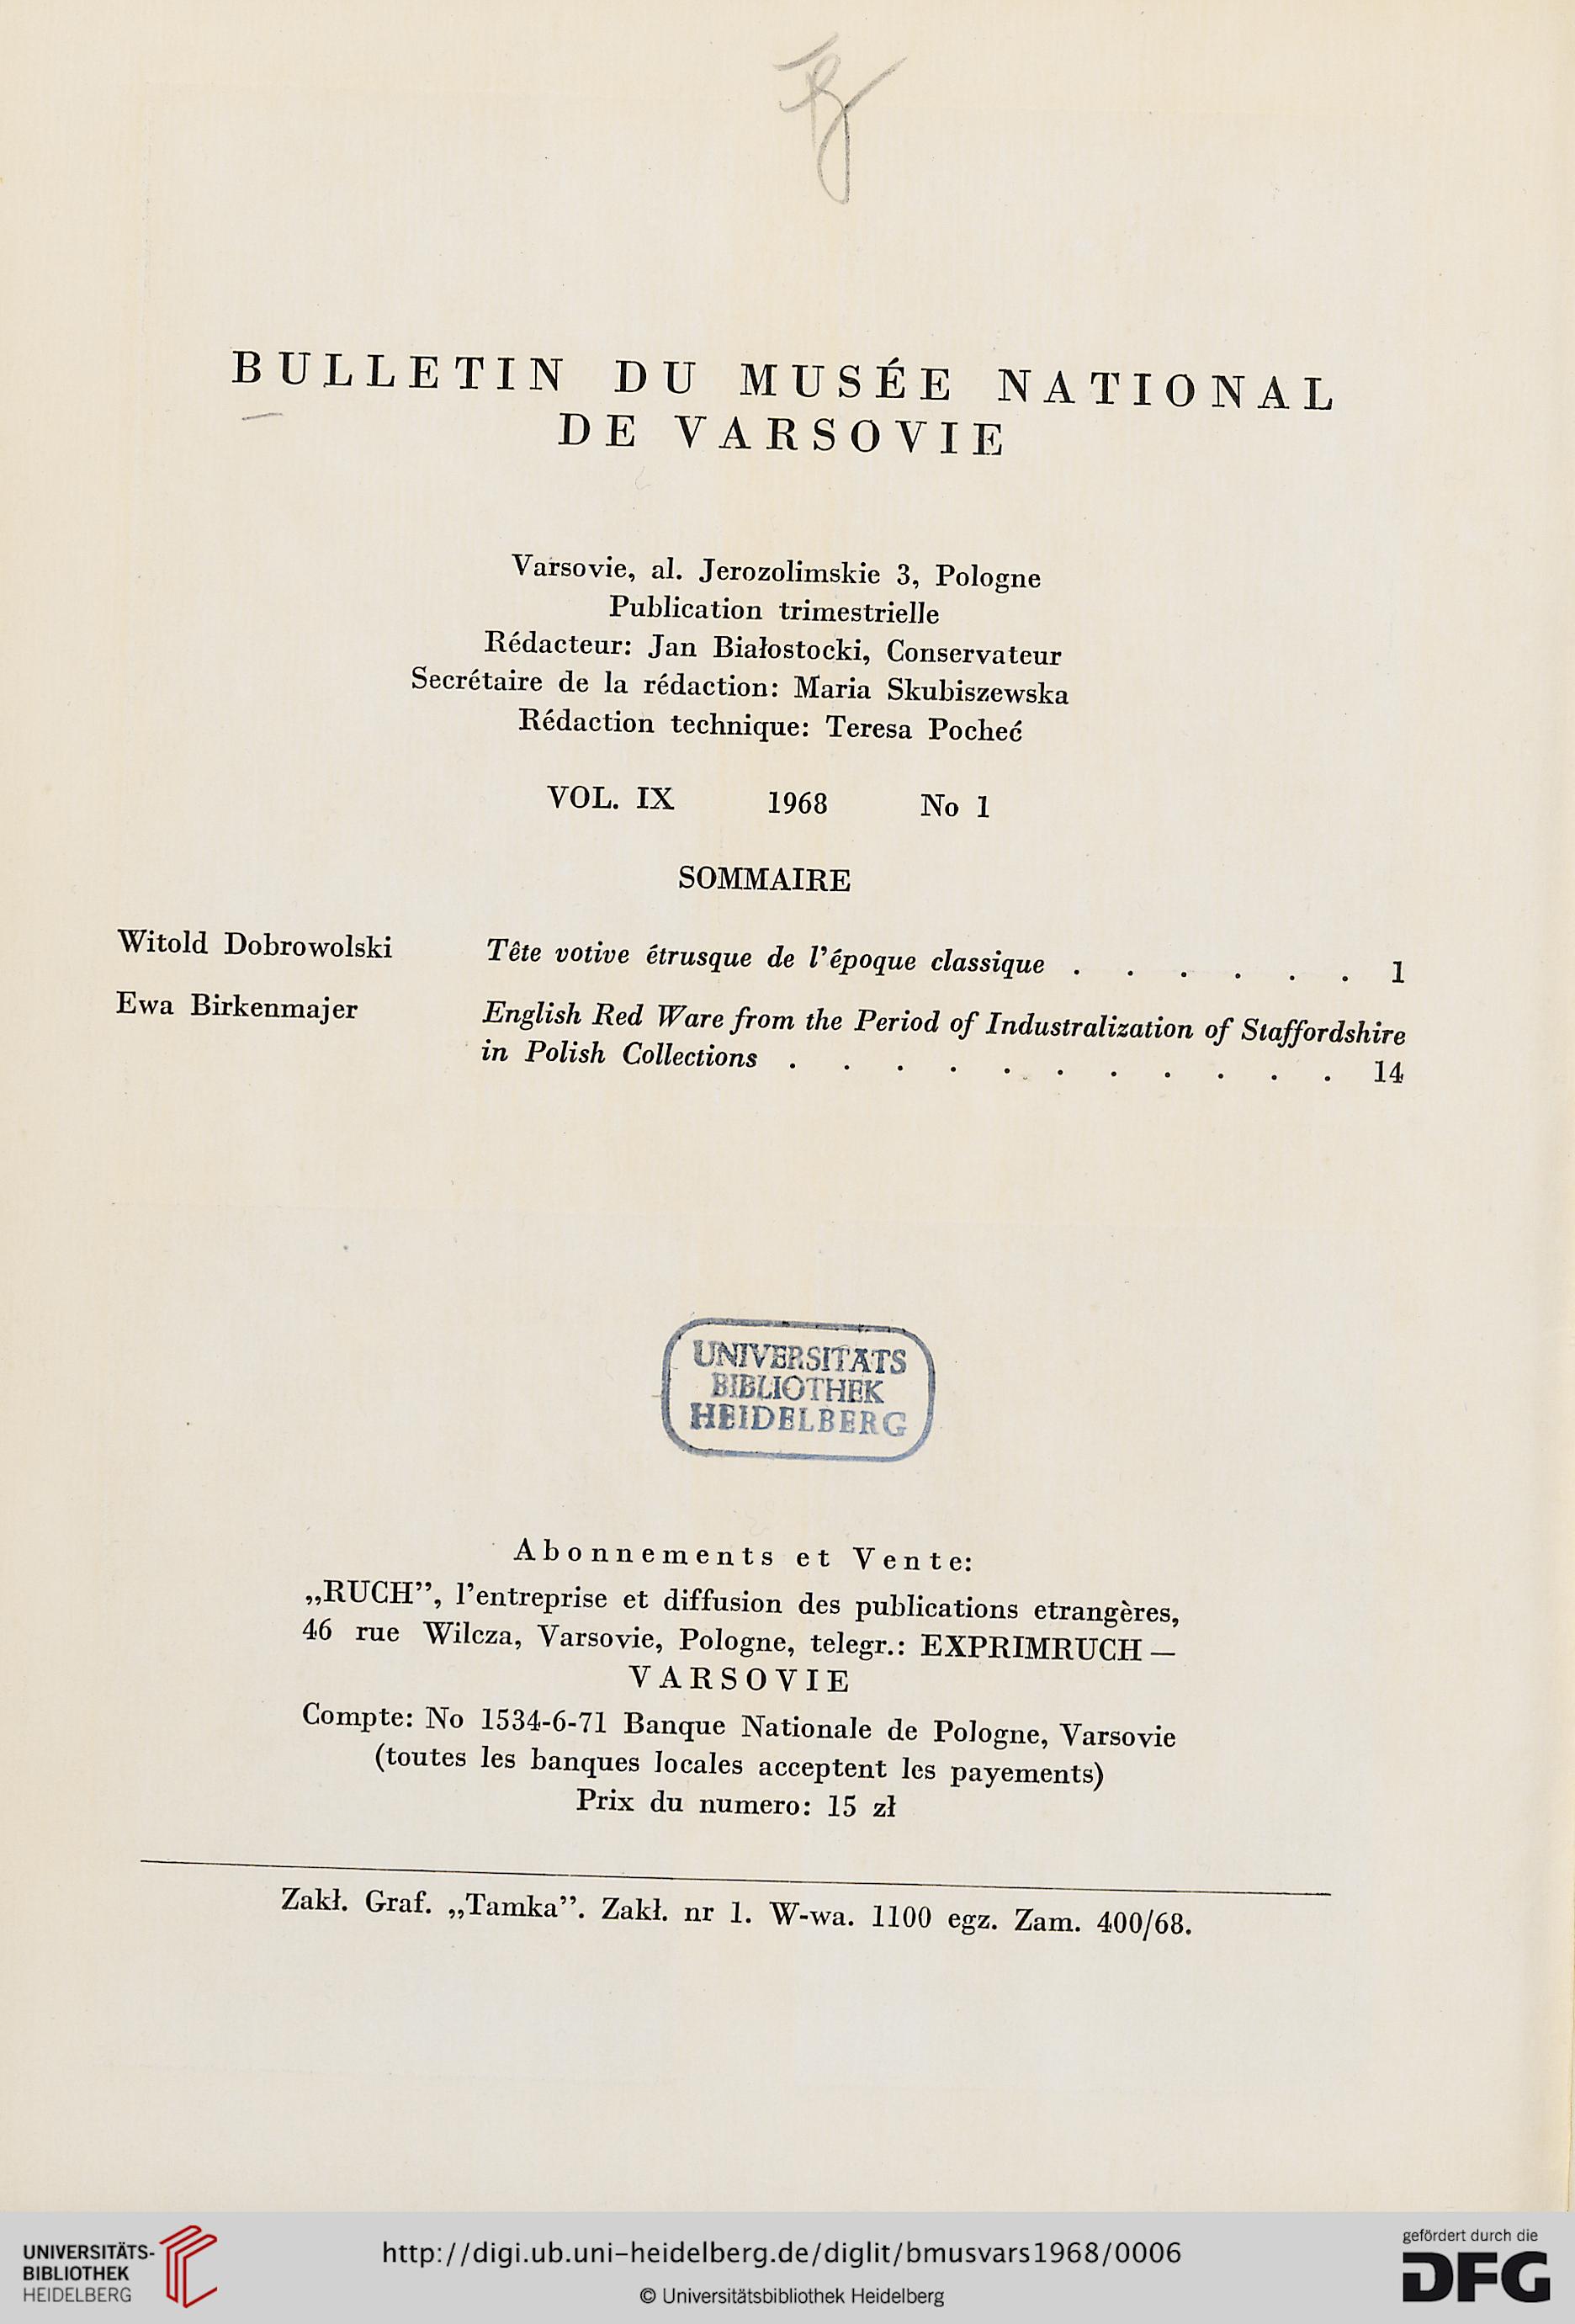 BULLETIN DU MUSÉE NATIONAL
DE VARSOVIE
Varsovie, al. Jerozolimskie 3, Pologne
Publication trimestrielle
Rédacteur: Jan Białostocki, Conservateur
Secrétaire de la rédaction: Maria Skubiszewska
Rédaction technique: Teresa Pocheć
VOL. IX 1968 No 1
SOMMAIRE
Witold Dobrowolski Tête votive étrusque de l'époque classique . . . . . . 1
Ewa Birkenmajer English Red Ware from the Period of Industralization of Staffordshire
in Polish Collections . . . . . . . . . . . 14
UNIVERSITÄTS
BIBLIOTHEK
HEIDELBERG
Abonnements et Vente:
„RUCH”, l'entreprise et diffusion des publications etrangères,
46 rue Wilcza, Varsovie, Pologne, telegr.: EXPRIMRUCH —
VARSOVIE
Compte: No 1534-6-71 Banque Nationale de Pologne, Varsovie
(toutes les banques locales acceptent les payements)
Prix du numero: 15 zł
Zakł. Graf. „Tamka”. Zakł. nr 1. W-wa. 1100 egz. Zam. 400/68.
UNIVERSITÄTS-
BIBLIOTHEK
HEIDELBERG
http://digi.ub.uni-heidelberg.de/diglit/bmusvars1968/0006
© Universitätsbibliothek Heidelberg
gefördert durch die
DFG